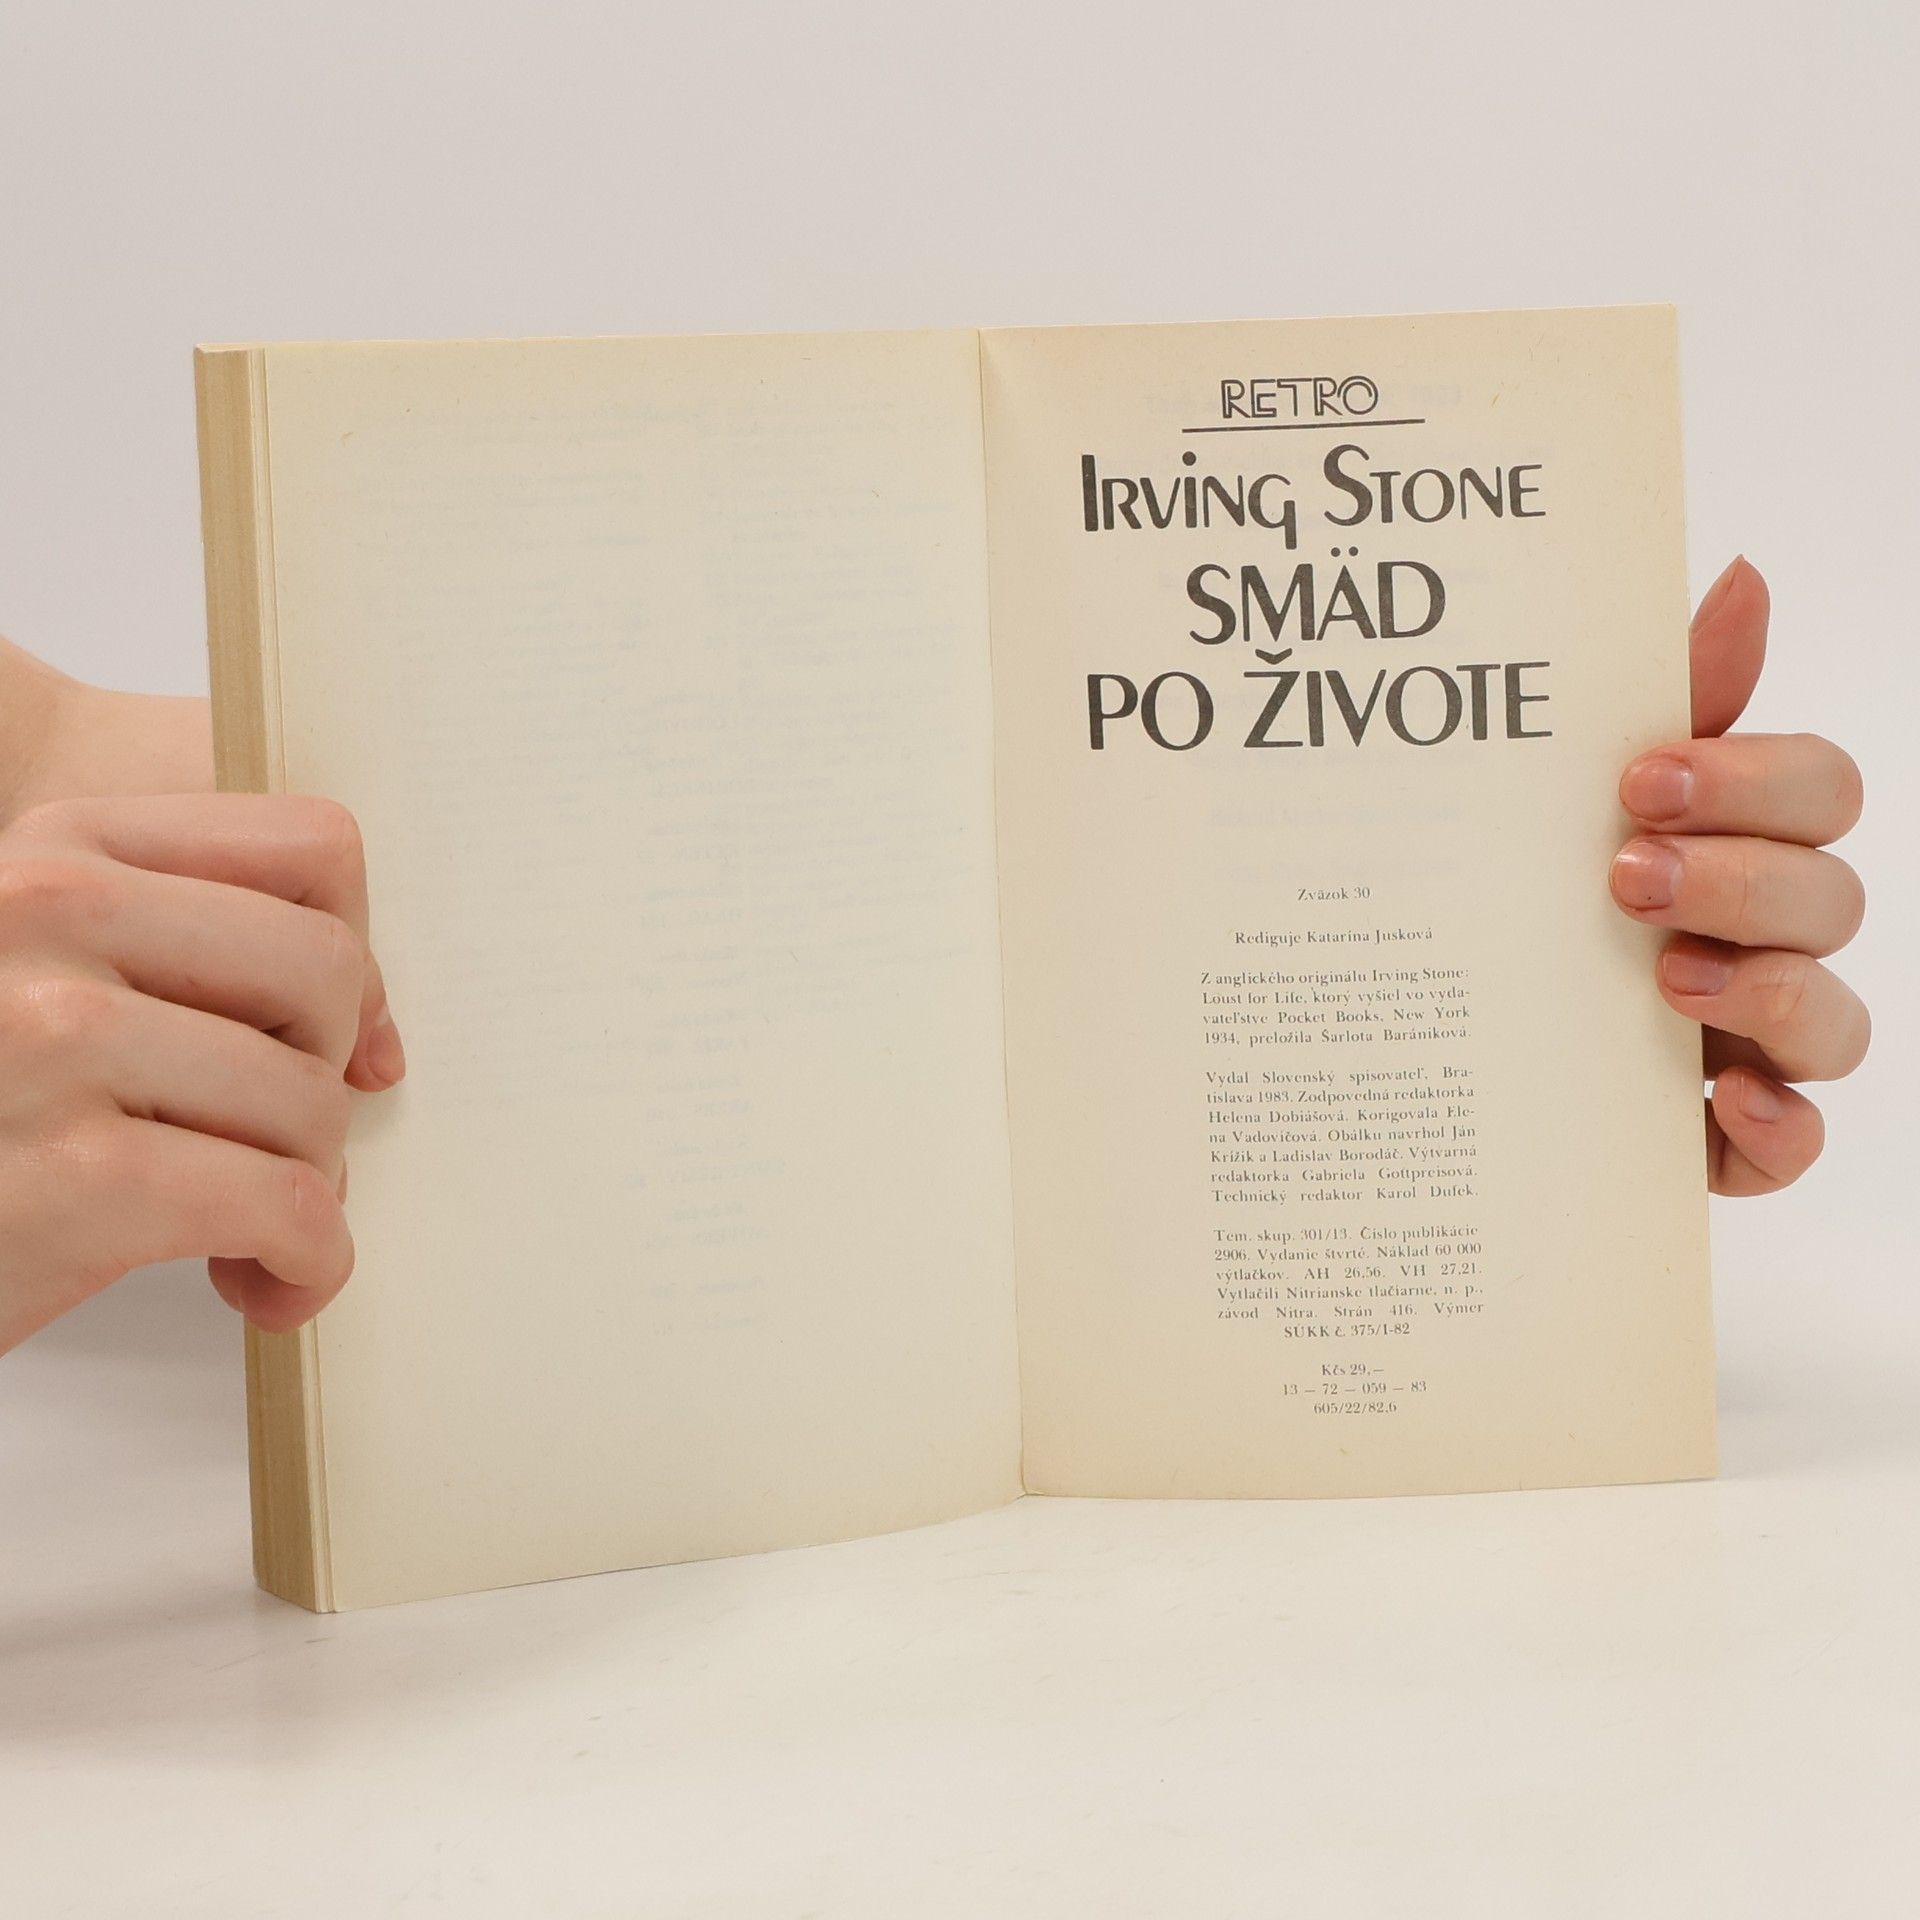 RETRO
IRVING STONE
SMÄD
PO ŽIVOTE
Zväzok 30
Rediguje Katarína Jusková
Z anglického originálu Irving Stone:
Loust for Life, ktorý vyšiel vo vyda-
vateľstve Pocket Books, New York
1934, preložila Šarlota Barániková.
Vydal Slovenský spisovateľ, Bra-
tislava 1983. Zodpovedná redaktorka
Helena Dobiášová. Korigovala Ele-
na Vadovičová. Obálku navrhol Ján
Krížik a Ladislav Borodáč. Výtvarná
redaktorka Gabriela Gottpreisová.
Technický redaktor Karol Dufek.
Tem. skup. 301/13. Číslo publikácie
2906. Vydanie štvrté. Náklad 60 000
výtlačkov. AH 26,56. VH 27,21.
Vytlačili Nitrianske tlačiarne, n. p.,
závod Nitra. Strán 416. Výmer
SÚKK č. 375/I-82
Kčs 29,—
13 — 72 — 059 — 83
605/22/82,6